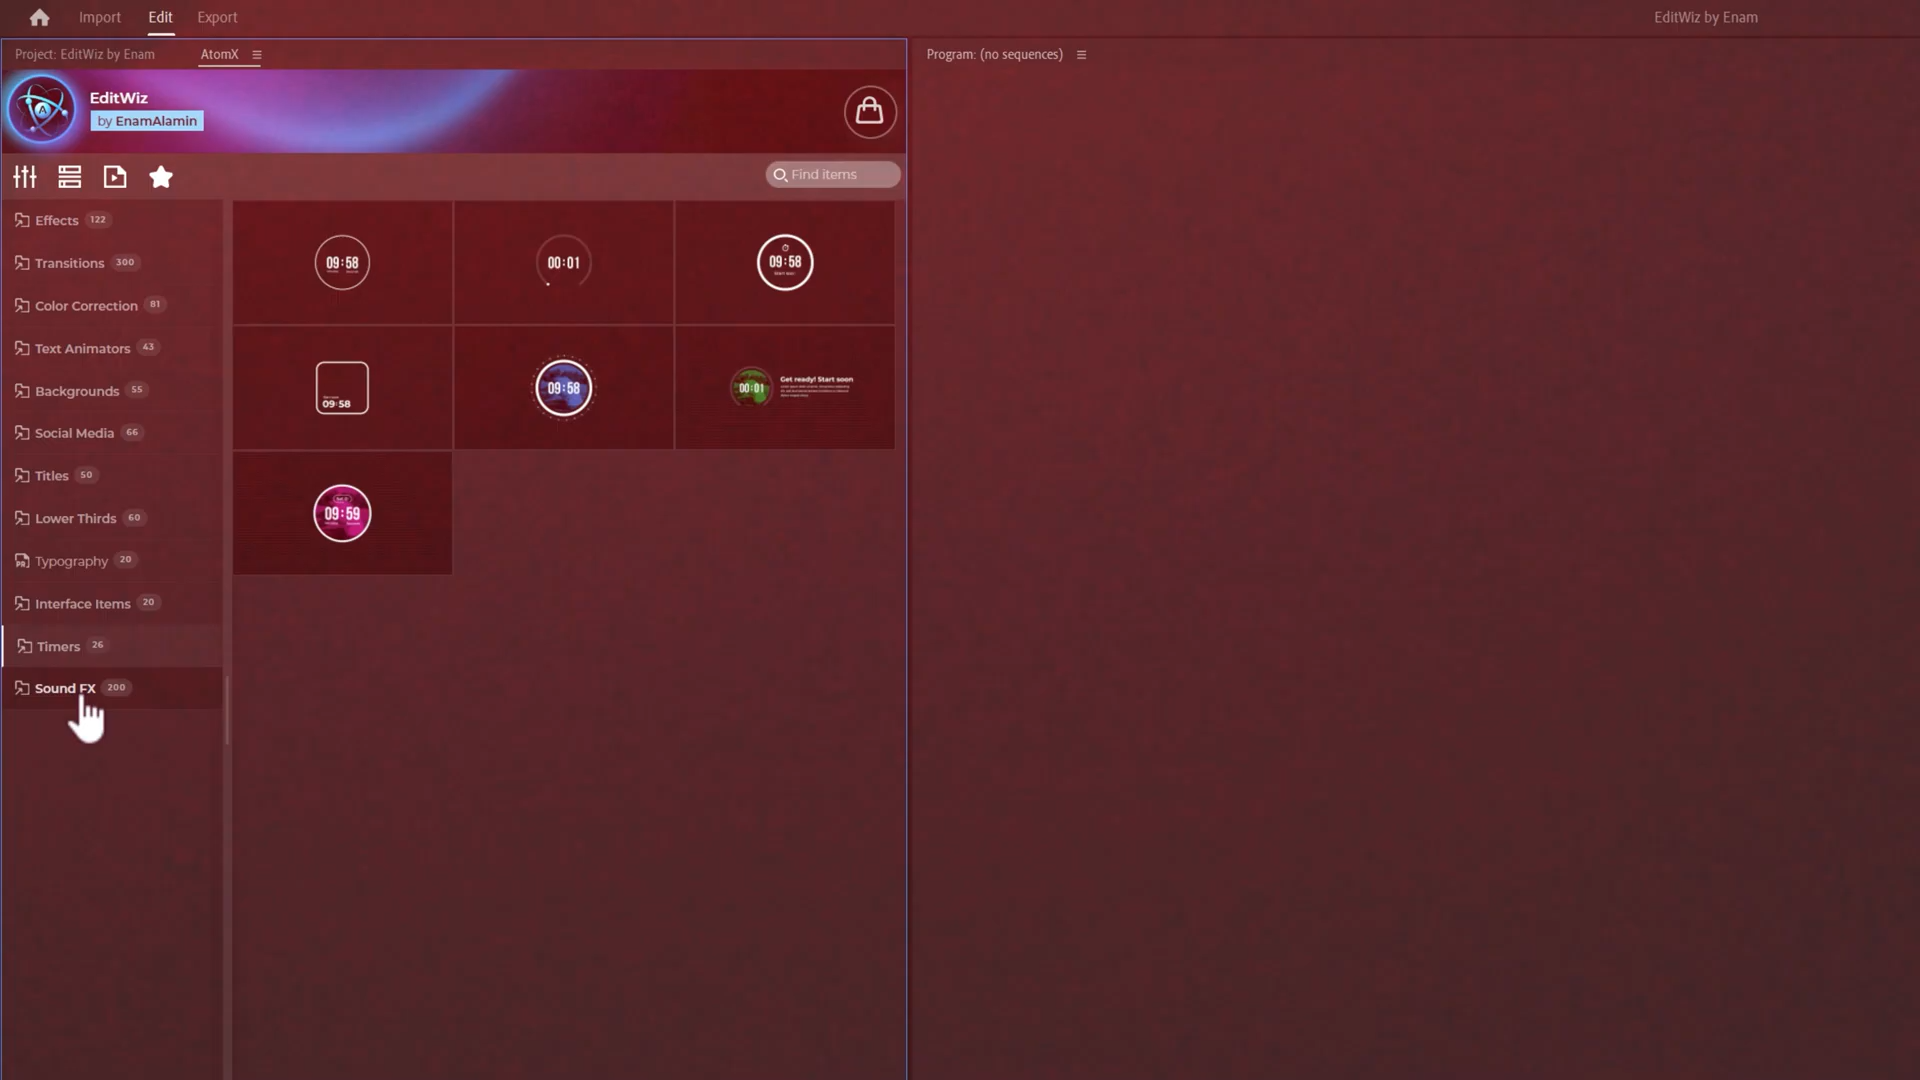 Import Edit Export EditWiz by Enam
Project: EditWiz by Enam AtomX Program: (no sequences)
EditWiz
by EnamAlamin
Find items
Effects 122
Transitions 300
Color Correction 81
Text Animators 43
Backgrounds 55
Social Media 66
Titles 50
Lower Thirds 60
Typography 20
Interface Items 20
Timers 26
Sound FX 200
09:58
00:01
09:58
09:58
09:58
00:01
Get ready! Start soon
09:59